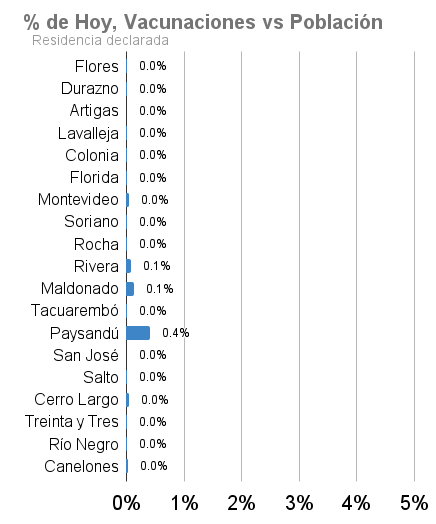 % de Hoy, Vacunaciones vs Población
Residencia declarada
Flores 0.0%
Durazno 0.0%
Artigas 0.0%
Lavalleja 0.0%
Colonia 0.0%
Florida 0.0%
Montevideo 0.0%
Soriano 0.0%
Rocha 0.0%
Rivera 0.1%
Maldonado 0.1%
Tacuarembó 0.0%
Paysandú 0.4%
San José 0.0%
Salto 0.0%
Cerro Largo 0.0%
Treinta y Tres 0.0%
Río Negro 0.0%
Canelones 0.0%
0% 1% 2% 3% 4% 5%